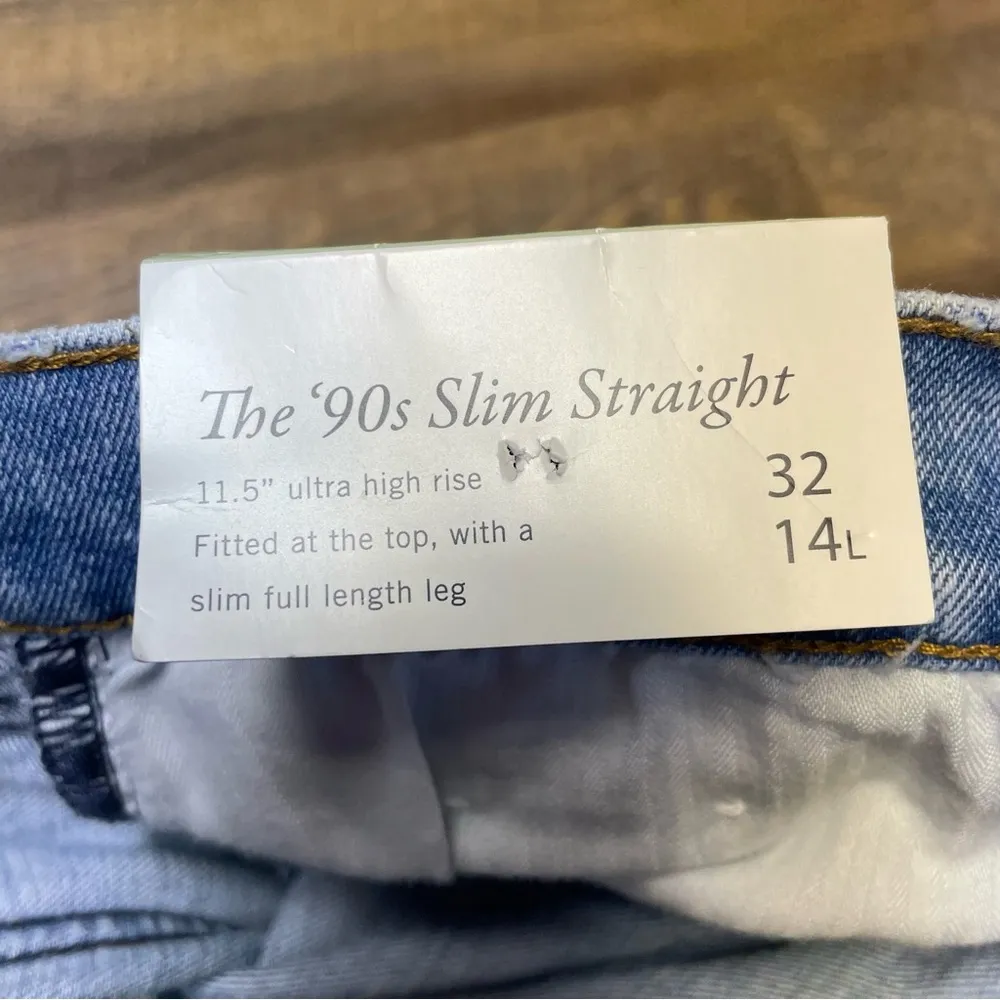 The ‘90s Slim Straight
11.5” ultra high rise
Fitted at the top, with a
slim full length leg
32
14L